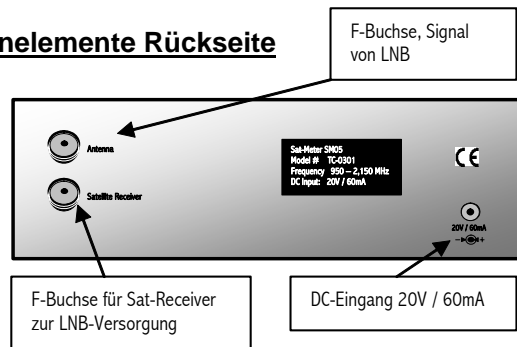 nelemente Rückseite
F-Buchse, Signal
von LNB
Antenna
Satellite Receiver
Sat-Meter SM05
Model # TC-0301
Frequency 950 – 2,150 MHz
DC Input: 20V / 60mA
CE
20V / 60mA
F-Buchse für Sat-Receiver
zur LNB-Versorgung
DC-Eingang 20V / 60mA